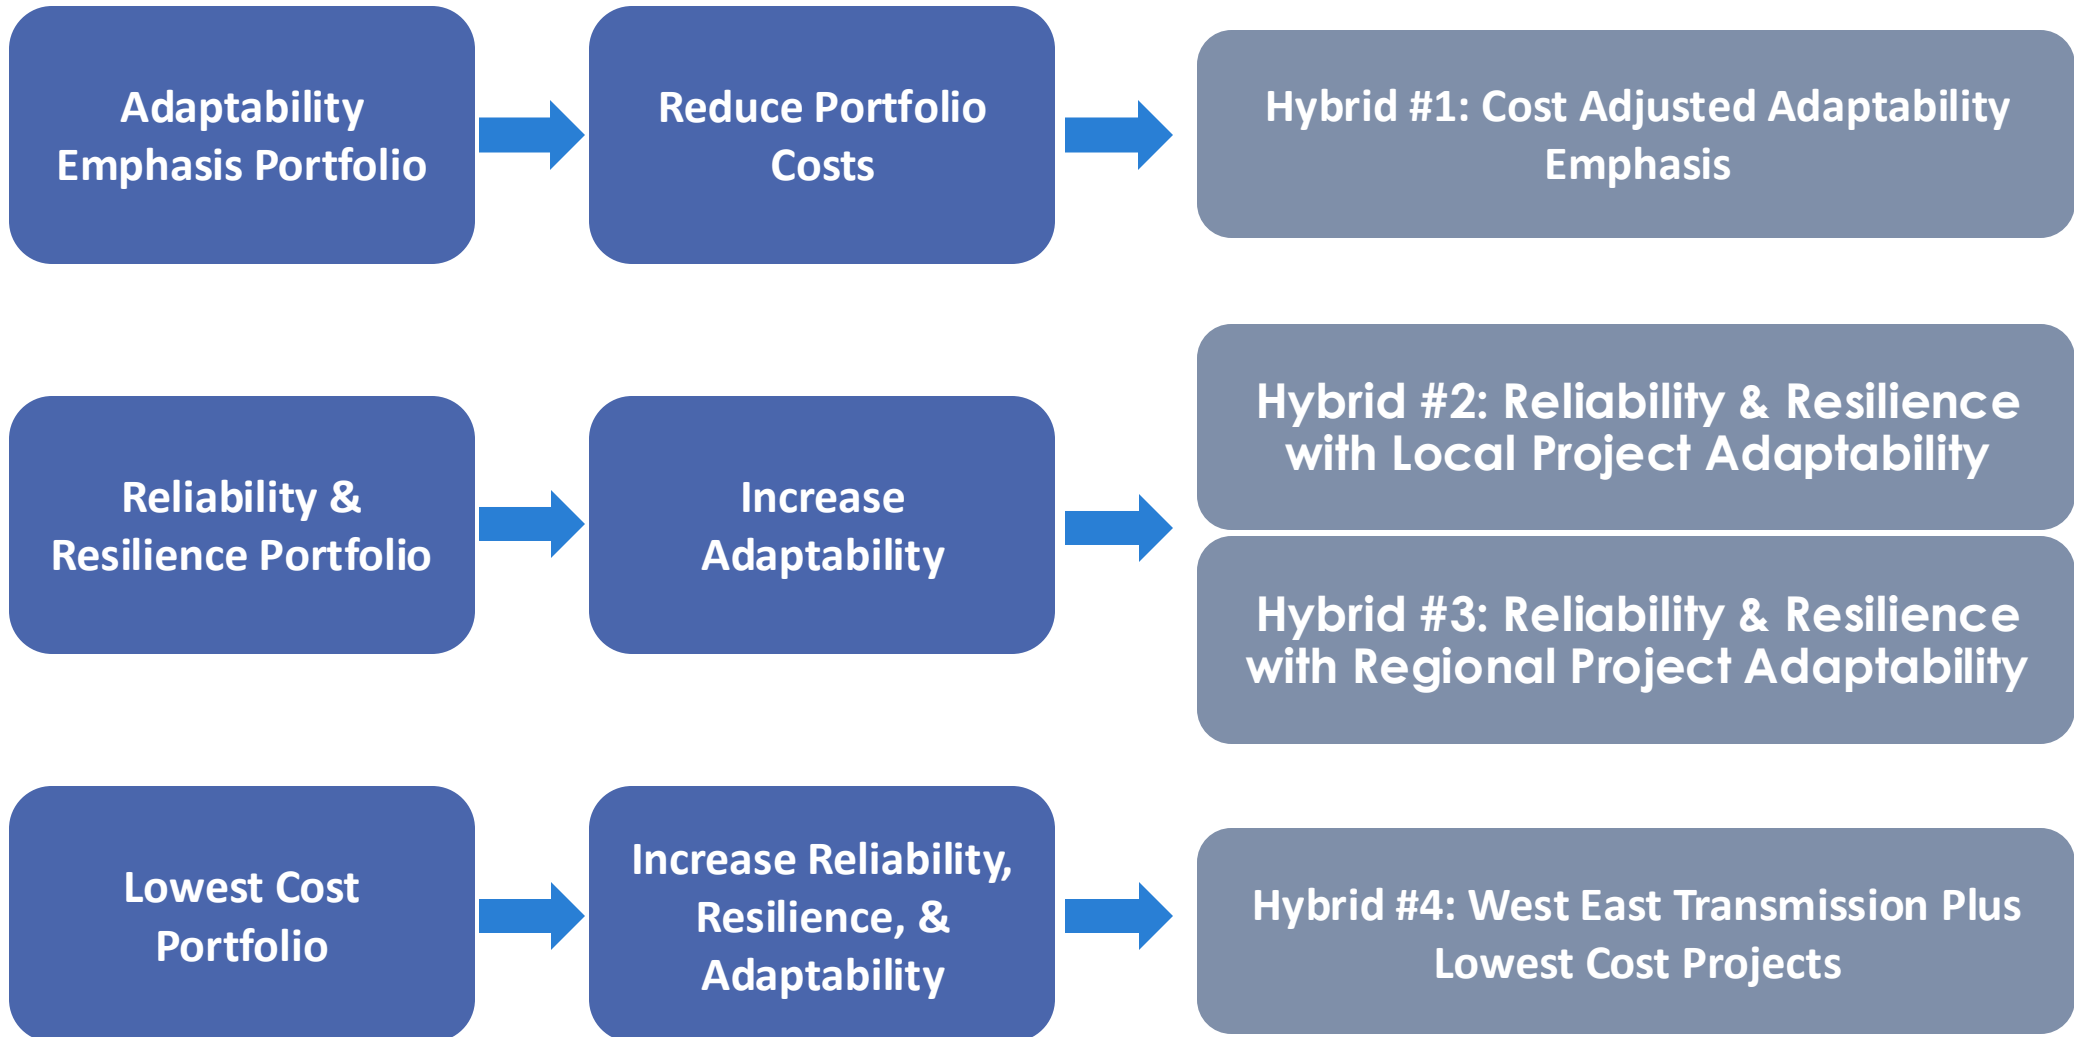 Adaptability
Emphasis Portfolio
Reduce Portfolio
Costs
Hybrid #1: Cost Adjusted Adaptability
Emphasis
Reliability &
Resilience Portfolio
Increase
Adaptability
Hybrid #2: Reliability & Resilience
with Local Project Adaptability
Hybrid #3: Reliability & Resilience
with Regional Project Adaptability
Lowest Cost
Portfolio
Increase Reliability,
Resilience, &
Adaptability
Hybrid #4: West East Transmission Plus
Lowest Cost Projects